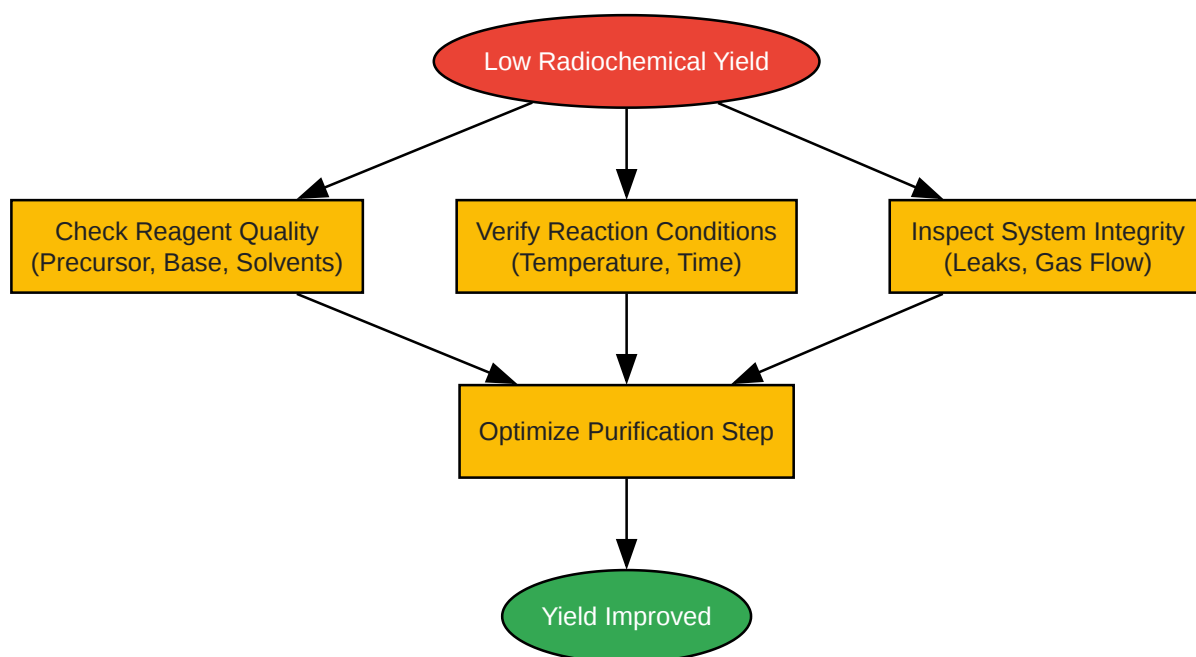 Low Radiochemical Yield
Check Reagent Quality
(Precursor, Base, Solvents)
Verify Reaction Conditions
(Temperature, Time)
Inspect System Integrity
(Leaks, Gas Flow)
Optimize Purification Step
Yield Improved